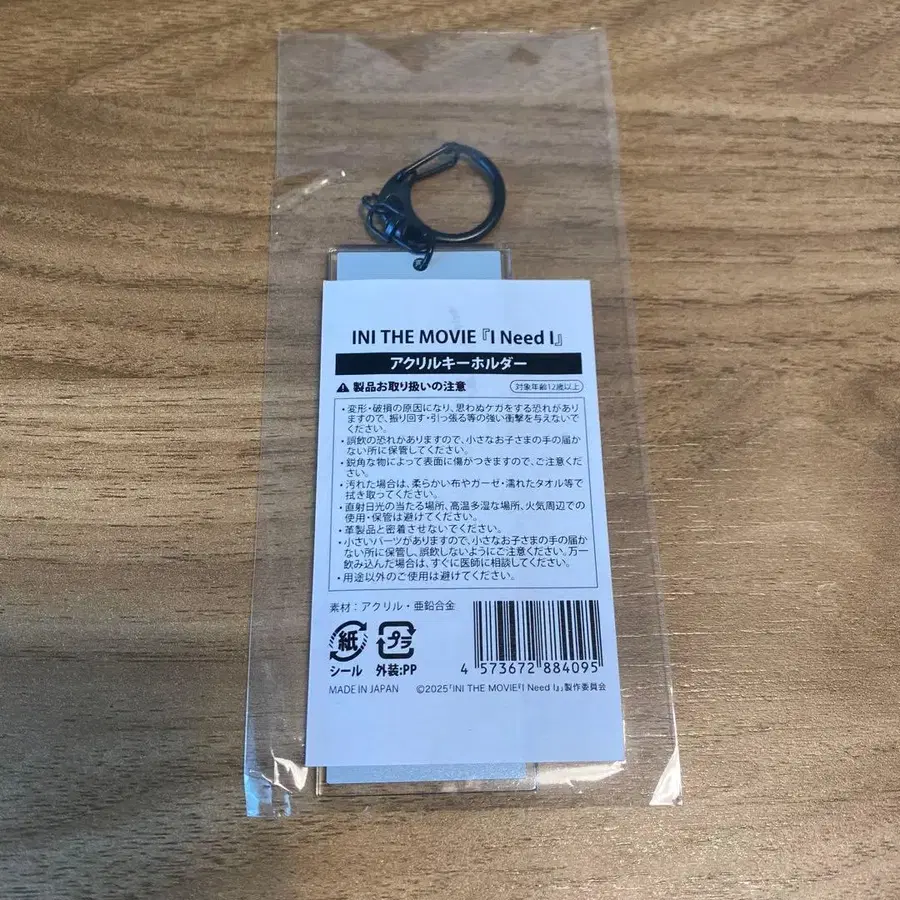 INI THE MOVIE『I Need I』
アクリルキーホルダー
⚠製品お取り扱いの注意
対象年齢12歳以上
・変形・破損の原因になり、思わぬケガをする恐れがあり
ますので、振り回す・引っ張る等の強い衝撃を与えないで
ください。
・誤飲の恐れがありますので、小さなお子さまの手の届か
ない所に保管してください。
・鋭角な物によって表面に傷がつきますので、ご注意くだ
さい。
・汚れた場合は、柔らかい布やガーゼ・濡れたタオル等で
拭き取ってください。
・直射日光の当たる場所、高温多湿な場所、火気周辺での
使用・保管は避けてください。
・革製品と密着させないでください。
・小さいパーツがありますので、小さなお子さまの手の届か
ない所に保管し、誤飲しないようにご注意ください。万一
飲み込んだ場合は、すぐに医師に相談してください。
・用途以外のご使用は避けてください。
素材：アクリル・亜鉛合金
紙
プラ
シール
外装:PP
4 573672 884095
MADE IN JAPAN
©2025「INI THE MOVIE『I Need I』」製作委員会